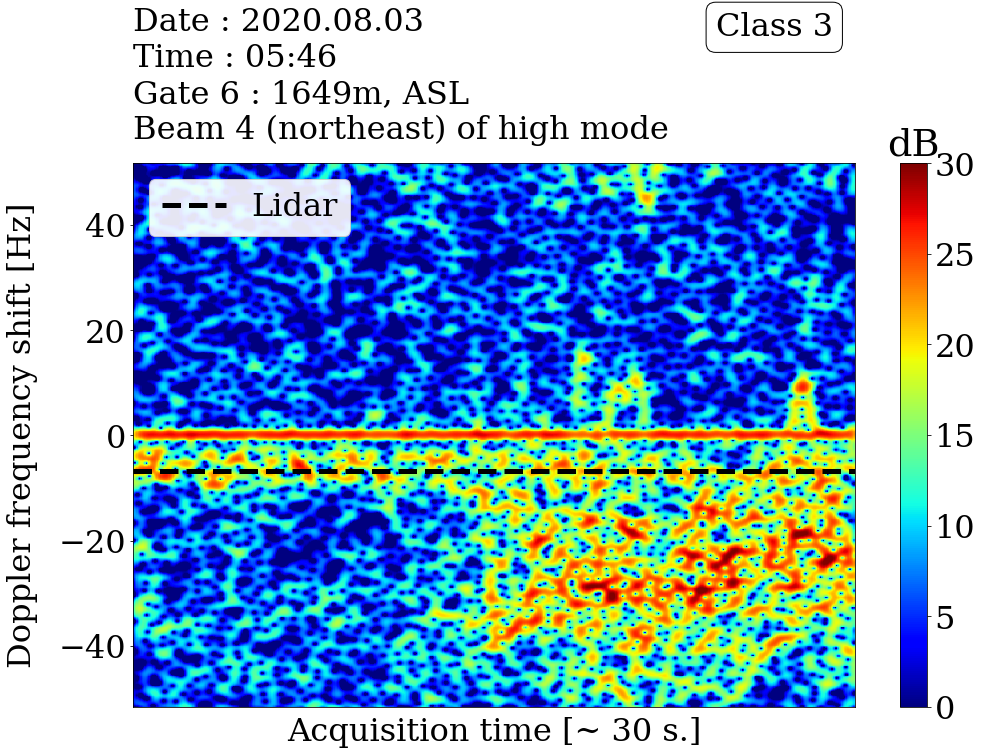 Date : 2020.08.03
Time : 05:46
Gate 6 : 1649m, ASL
Beam 4 (northeast) of high mode
Class 3
dB
Lidar
Doppler frequency shift [Hz]
40
20
0
−20
−40
30
25
20
15
10
5
0
Acquisition time [~ 30 s.]